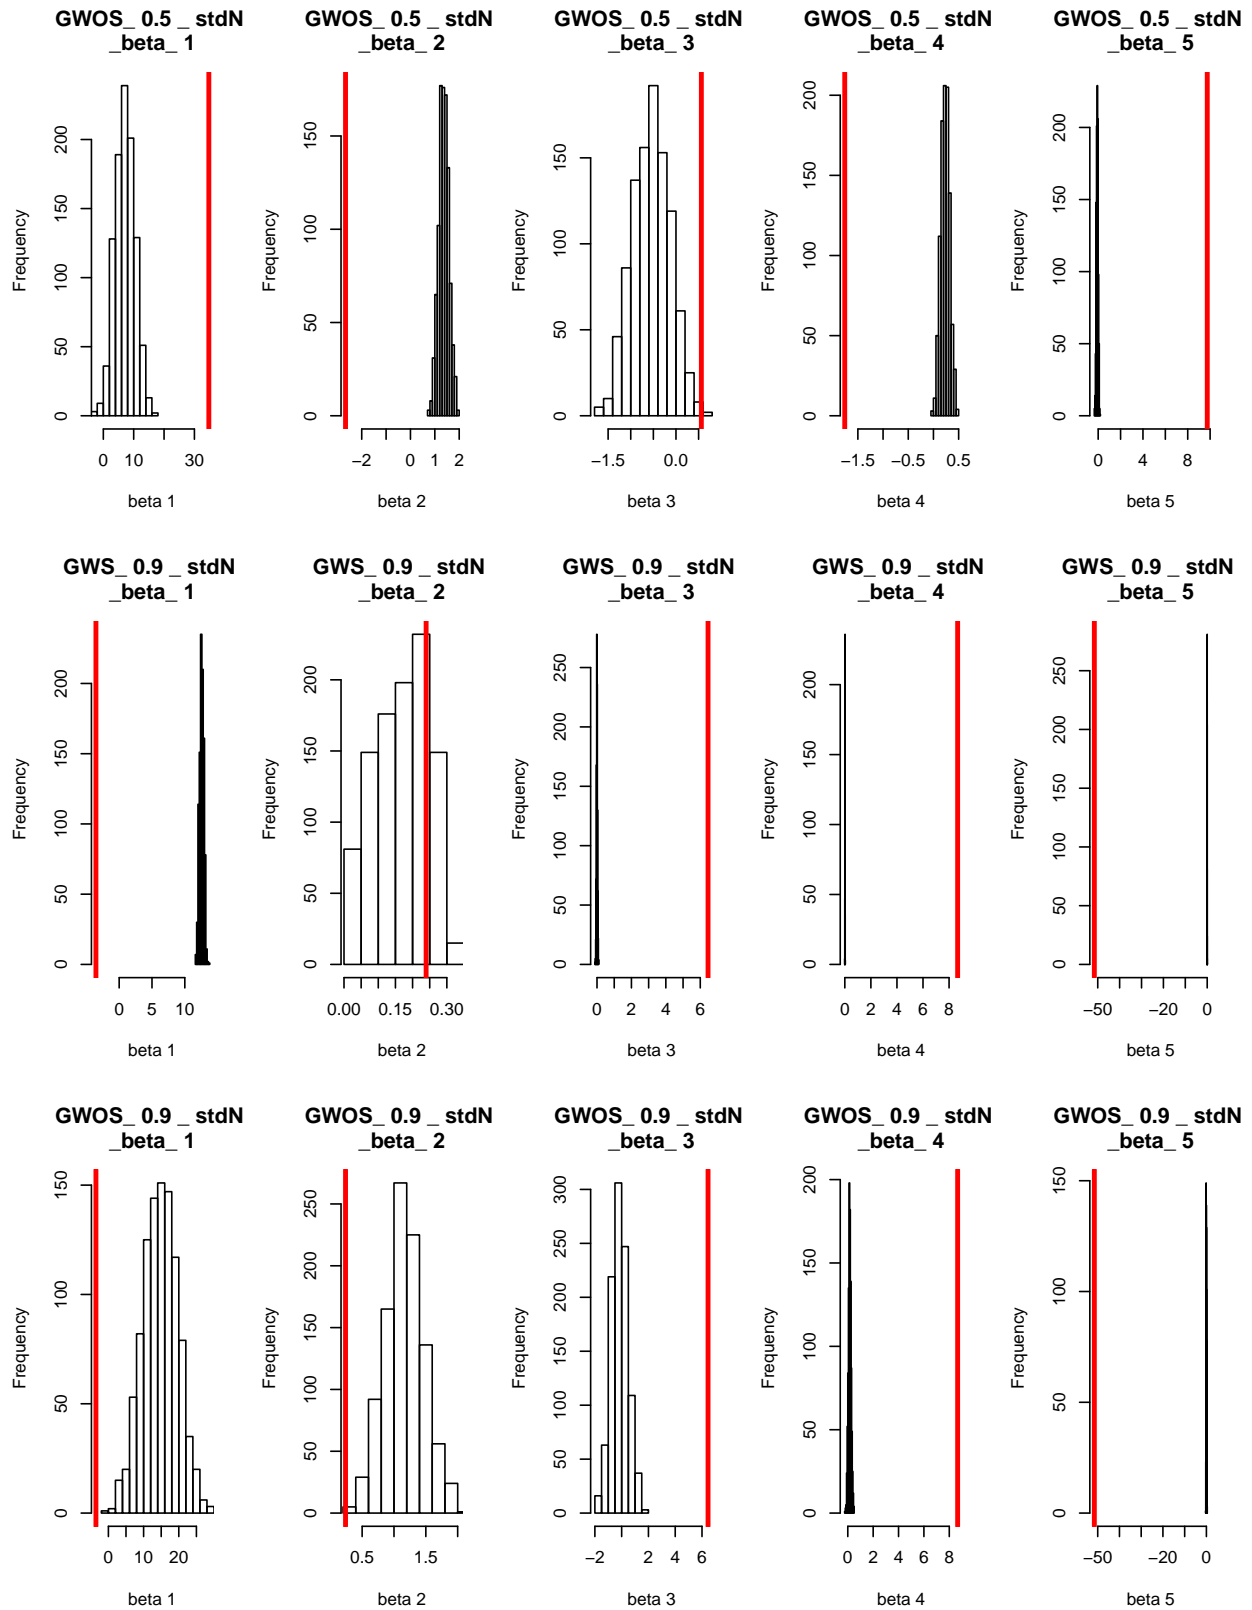 GWOS_ 0.5 _ stdN
_beta_ 1
Frequency
0
50
100
150
200
0 10 30
beta 1
GWOS_ 0.5 _ stdN
_beta_ 2
Frequency
0
50
100
150
−2 0 1 2
beta 2
GWOS_ 0.5 _ stdN
_beta_ 3
Frequency
0
50
100
150
−1.5 0.0
beta 3
GWOS_ 0.5 _ stdN
_beta_ 4
Frequency
0
50
100
150
200
−1.5 −0.5 0.5
beta 4
GWOS_ 0.5 _ stdN
_beta_ 5
Frequency
0
50
100
150
200
0 4 8
beta 5
GWS_ 0.9 _ stdN
_beta_ 1
Frequency
0
50
100
150
200
0 5 10
beta 1
GWS_ 0.9 _ stdN
_beta_ 2
Frequency
0
50
100
150
200
0.00 0.15 0.30
beta 2
GWS_ 0.9 _ stdN
_beta_ 3
Frequency
0
50
100
150
200
250
0 2 4 6
beta 3
GWS_ 0.9 _ stdN
_beta_ 4
Frequency
0
50
100
150
200
0 2 4 6 8
beta 4
GWS_ 0.9 _ stdN
_beta_ 5
Frequency
0
50
100
150
200
250
−50 −20 0
beta 5
GWOS_ 0.9 _ stdN
_beta_ 1
Frequency
0
50
100
150
0 10 20
beta 1
GWOS_ 0.9 _ stdN
_beta_ 2
Frequency
0
50
100
150
200
250
0.5 1.5
beta 2
GWOS_ 0.9 _ stdN
_beta_ 3
Frequency
0
50
100
150
200
250
300
−2 2 6
beta 3
GWOS_ 0.9 _ stdN
_beta_ 4
Frequency
0
50
100
150
200
0 2 4 6 8
beta 4
GWOS_ 0.9 _ stdN
_beta_ 5
Frequency
0
50
100
150
−50 −20 0
beta 5